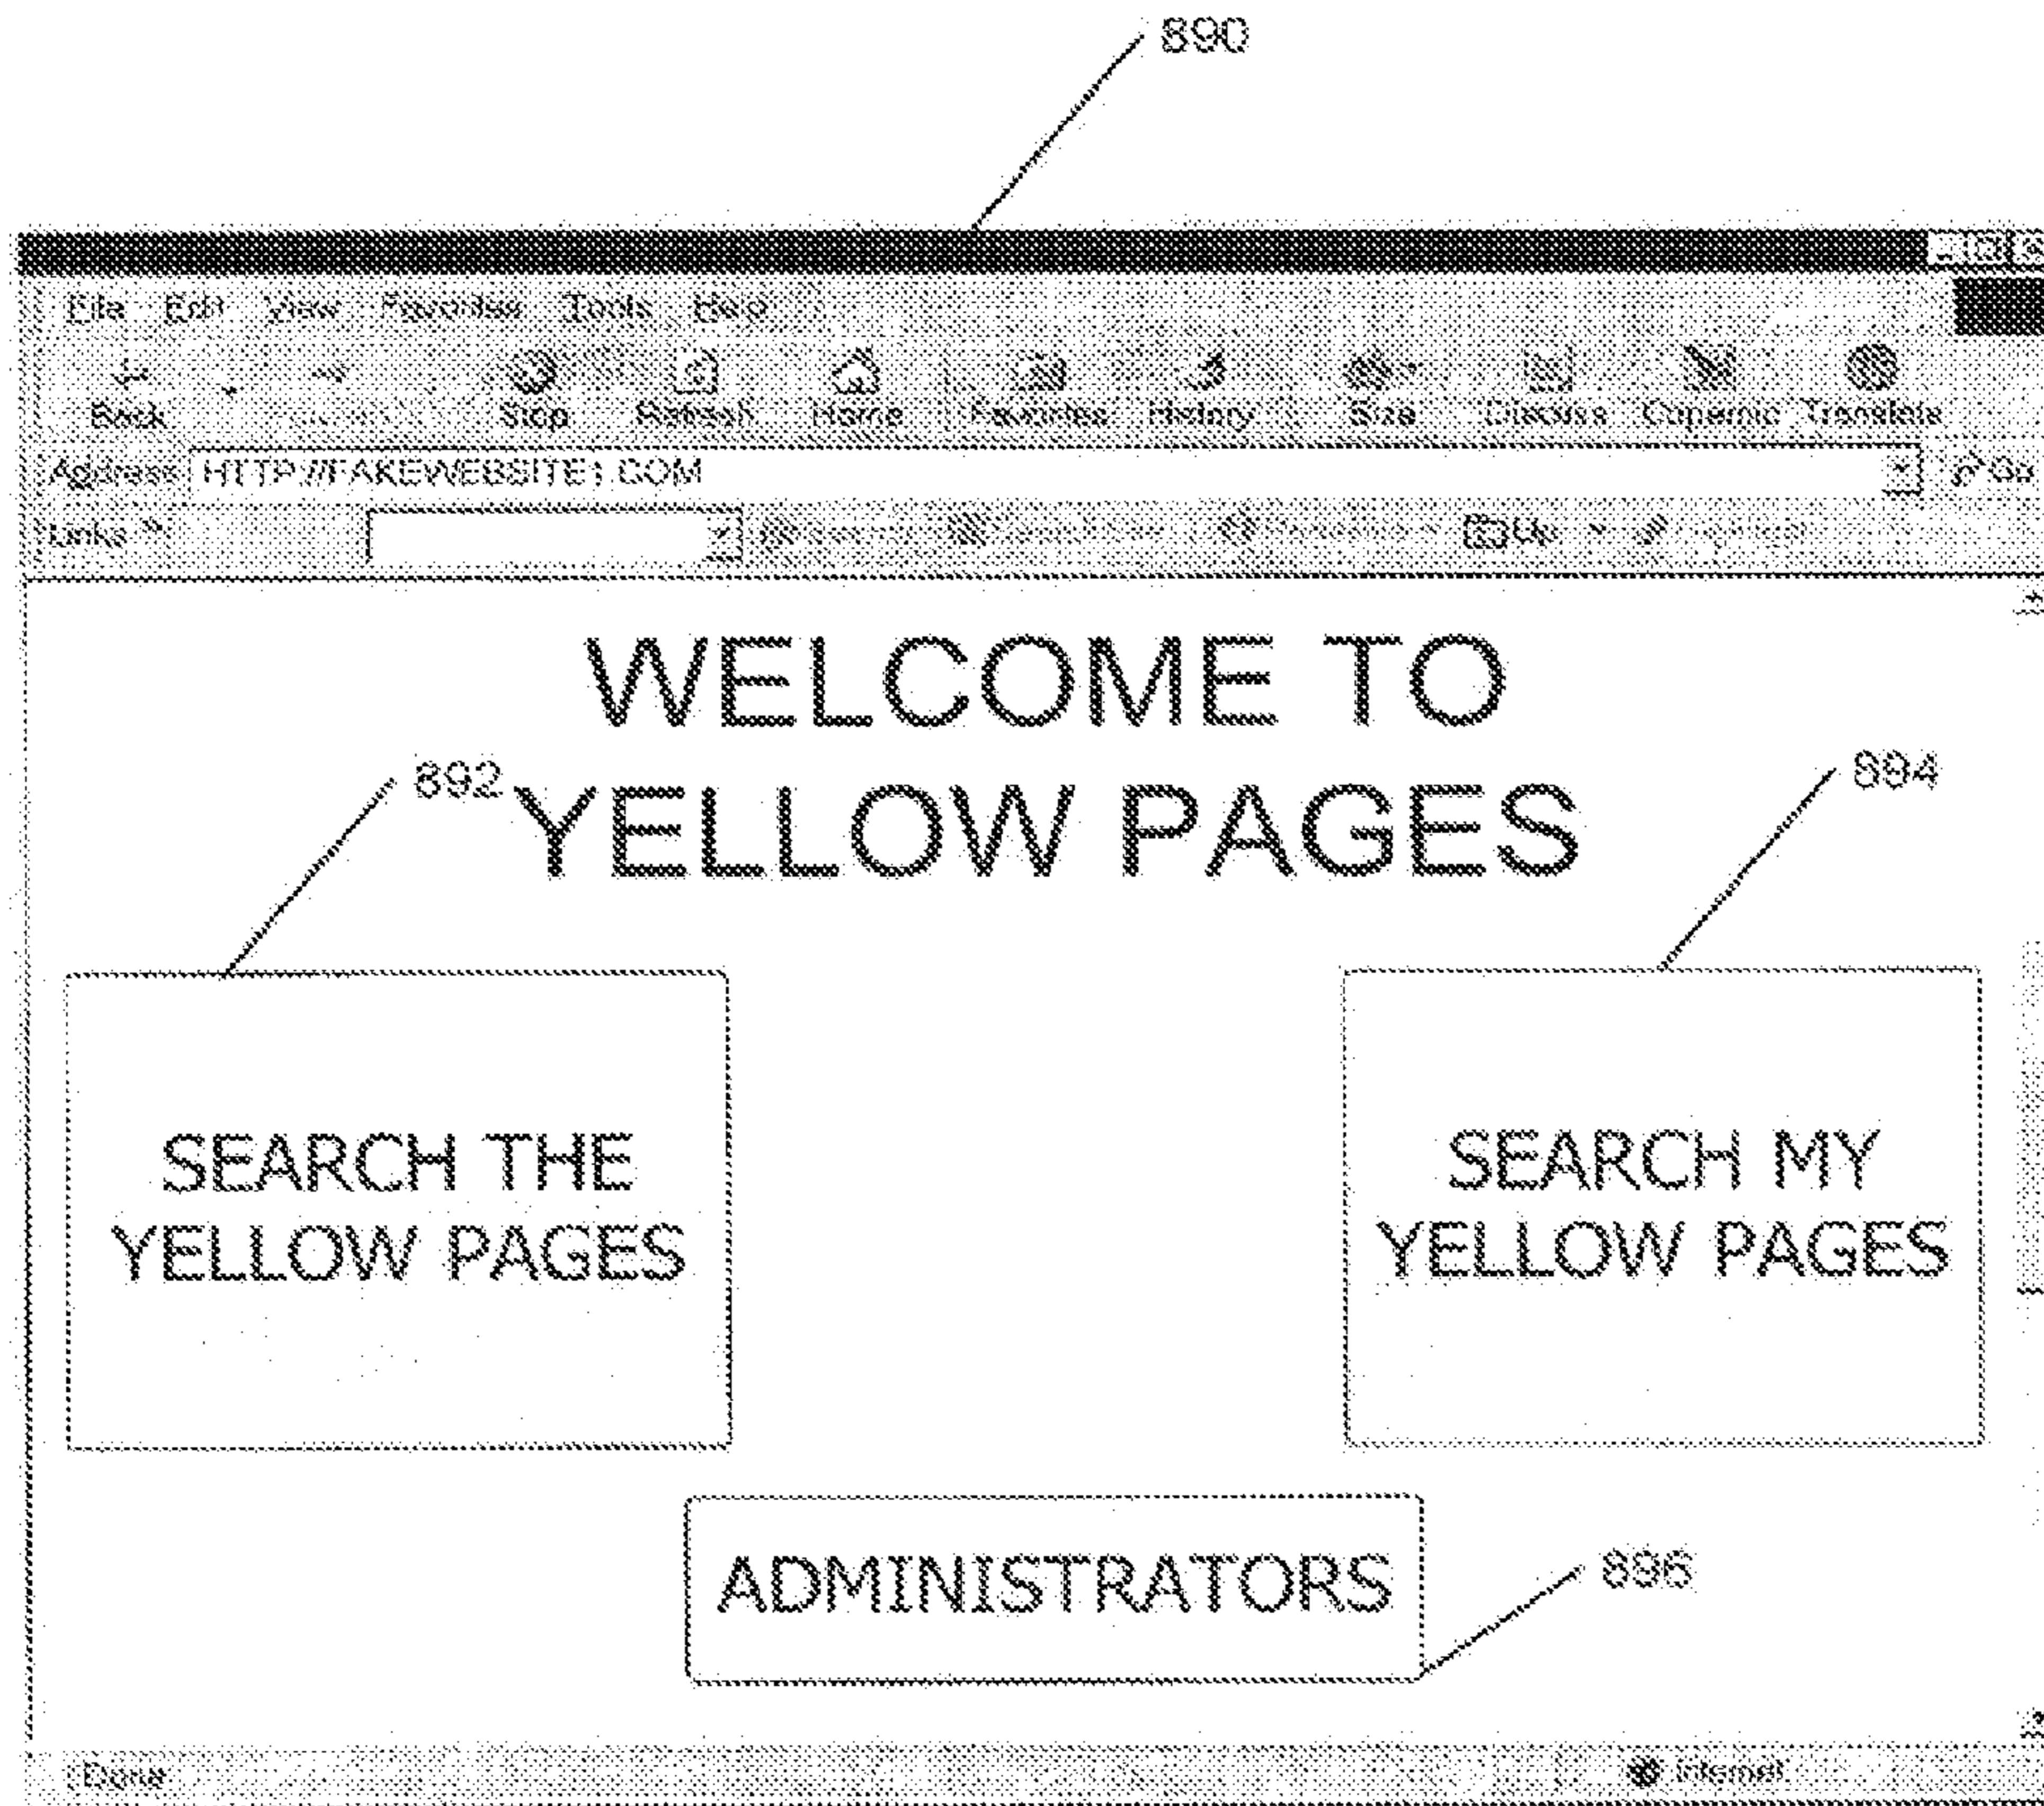 890
File Edit View Favorites Tools Help
Back Stop Refresh Home Favorites History Size Discuss Copernic Translate
Address HTTP://FAKEWEBSITE1.COM Go
Links Up
WELCOME TO
892 YELLOW PAGES 894
SEARCH THE
YELLOW PAGES
SEARCH MY
YELLOW PAGES
ADMINISTRATORS
896
Done Internet